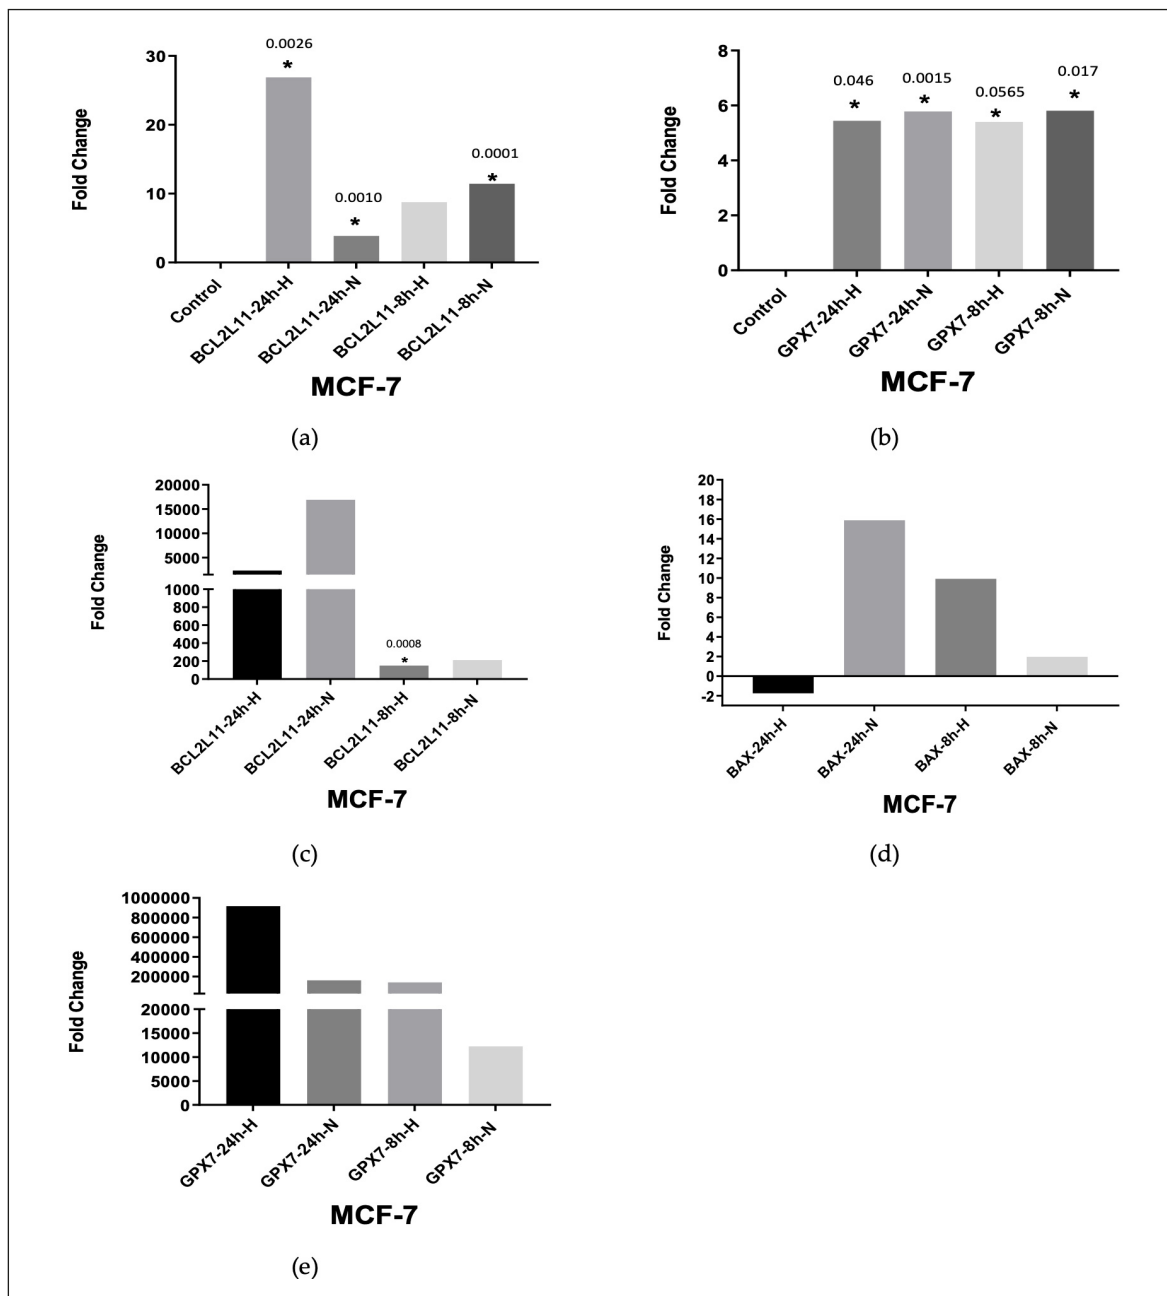 0.0026
*
0.0010
*
0.0001
*
30
20
10
0
Fold Change
Control
BCL2L11-24h-H
BCL2L11-24h-N
BCL2L11-8h-H
BCL2L11-8h-N
MCF-7
(a)
0.046
*
0.0015
*
0.0565
*
0.017
*
8
6
4
2
0
Fold Change
Control
GPX7-24h-H
GPX7-24h-N
GPX7-8h-H
GPX7-8h-N
MCF-7
(b)
20000
15000
10000
5000
1000
800
600
400
200
0
Fold Change
0.0008
*
BCL2L11-24h-H
BCL2L11-24h-N
BCL2L11-8h-H
BCL2L11-8h-N
MCF-7
(c)
20
18
16
14
12
10
8
6
4
2
0
-2
Fold Change
BAX-24h-H
BAX-24h-N
BAX-8h-H
BAX-8h-N
MCF-7
(d)
1000000
800000
600000
400000
200000
20000
15000
10000
5000
0
Fold Change
GPX7-24h-H
GPX7-24h-N
GPX7-8h-H
GPX7-8h-N
MCF-7
(e)